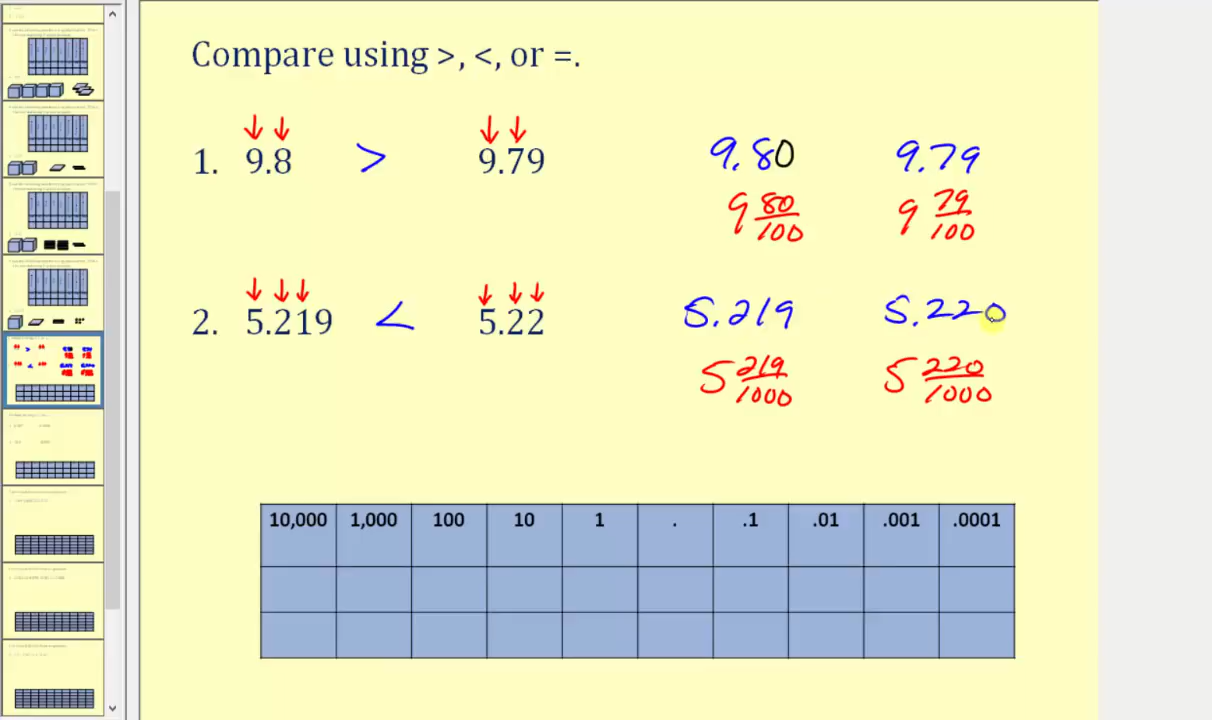 Compare using >, <, or =.
1. 9.8 > 9.79 9.80 9.79
9 80/100 9 79/100
2. 5.219 < 5.22 5.219 5.220
5 219/1000 5 220/1000
10,000 1,000 100 10 1 . .1 .01 .001 .0001